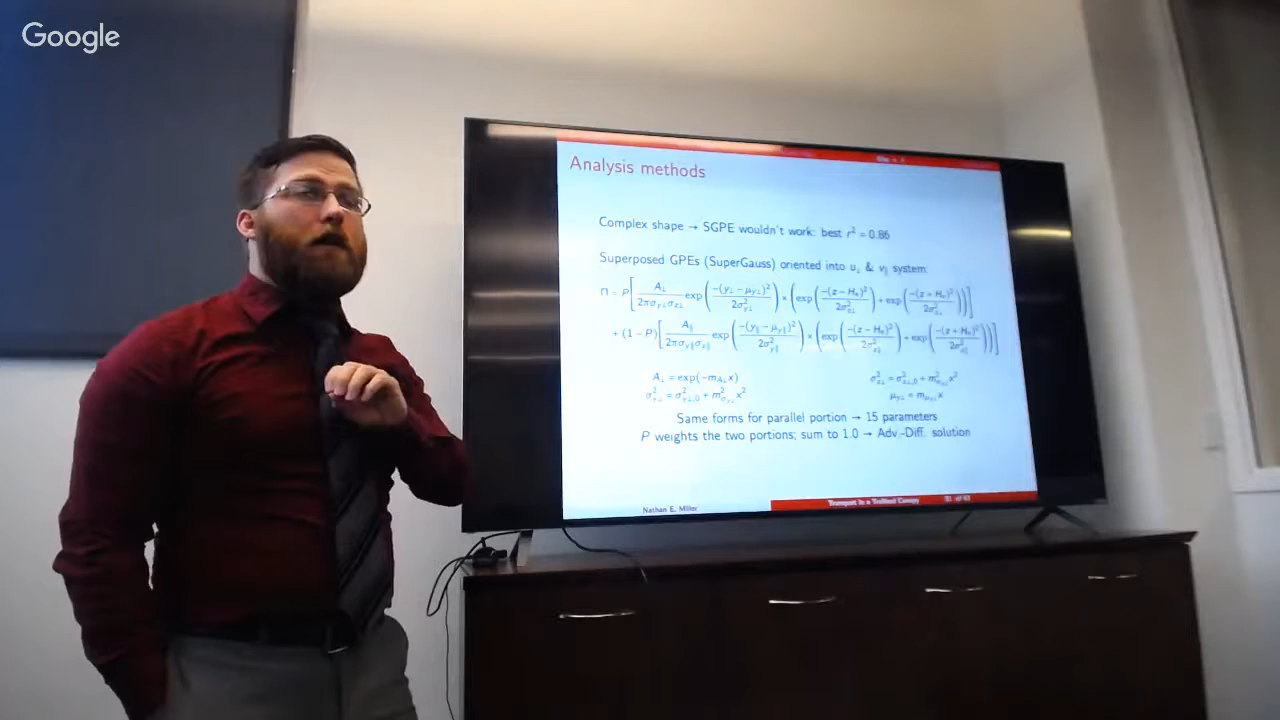 Google
Analysis methods
Complex shape → SGPE wouldn't work: best r² = 0.86
Superposed GPEs (SuperGauss) oriented into u⊥ & v∥ system:
Π = P[ A⊥ / 2πσy⊥σz⊥ exp( −(y⊥ − μy⊥)² / 2σ²y⊥ ) × ( exp( −(z − Hs)² / 2σ²z⊥ ) + exp( −(z + Hs)² / 2σ²z⊥ ) ) ]
+ (1 − P)[ A∥ / 2πσy∥σz∥ exp( −(y∥ − μy∥)² / 2σ²y∥ ) × ( exp( −(z − Hs)² / 2σ²z∥ ) + exp( −(z + Hs)² / 2σ²z∥ ) ) ]
A⊥ = exp(−mA⊥x) σ²z⊥ = σ²z⊥,0 + m²σz⊥x²
σ²y⊥ = σ²y⊥,0 + m²σy⊥x² μy⊥ = mμy⊥x
Same forms for parallel portion → 15 parameters
P weights the two portions; sum to 1.0 → Adv.-Diff. solution
Nathan E. Miller Transport in a Trellised Canopy